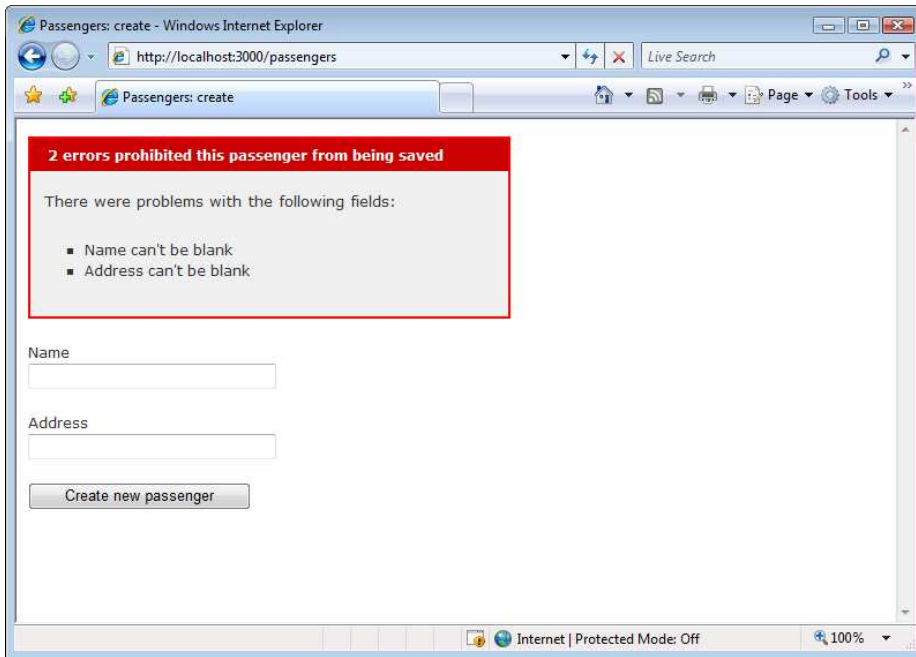 Passengers: create - Windows Internet Explorer
http://localhost:3000/passengers
Live Search
Passengers: create
Page
Tools
2 errors prohibited this passenger from being saved
There were problems with the following fields:
Name can't be blank
Address can't be blank
Name
Address
Create new passenger
Internet | Protected Mode: Off
100%